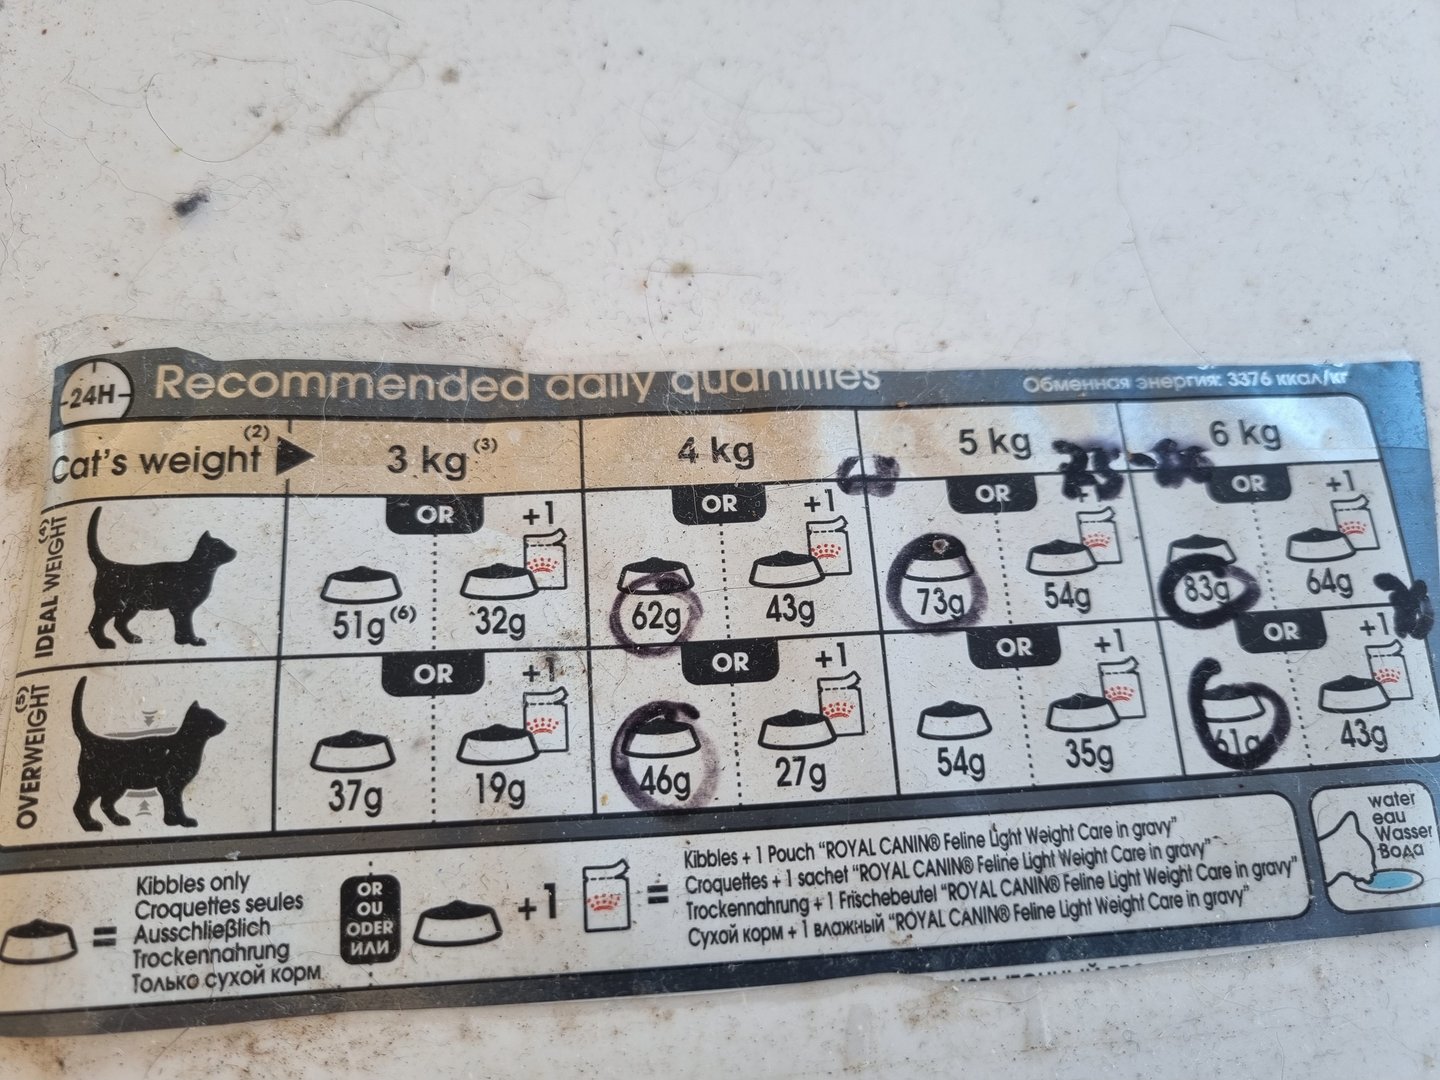 24H Recommended daily quantities Обменная энергия: 3376 ккал/кг
Cat's weight (2) 3 kg (3) 4 kg 5 kg 6 kg
IDEAL WEIGHT (4)
OR +1 OR +1 OR +1 OR +1
51g (6) 32g 62g 43g 73g 54g 83g 64g
OVERWEIGHT (5)
OR +1 OR +1 OR +1 OR +1
37g 19g 46g 27g 54g 35g 61g 43g
= Kibbles only
Croquettes seules
Ausschließlich
Trockennahrung
Только сухой корм
OR
OU
ODER
ИЛИ
+1 =
Kibbles + 1 Pouch "ROYAL CANIN® Feline Light Weight Care in gravy"
Croquettes + 1 sachet "ROYAL CANIN® Feline Light Weight Care in gravy"
Trockennahrung + 1 Frischebeutel "ROYAL CANIN® Feline Light Weight Care in gravy"
Сухой корм + 1 влажный "ROYAL CANIN® Feline Light Weight Care in gravy"
water
eau
Wasser
Вода